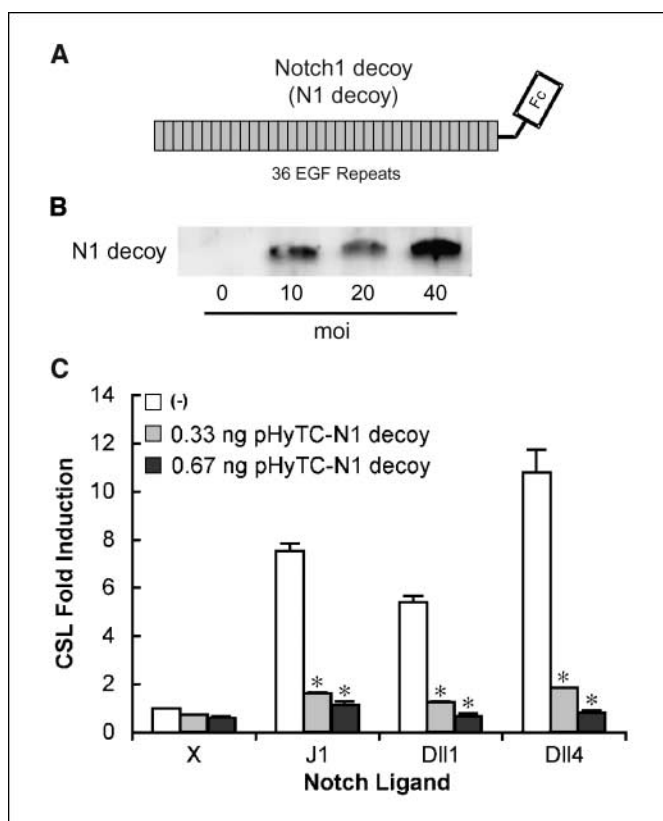 A
Notch1 decoy
(N1 decoy)
Fc
36 EGF Repeats
B
N1 decoy
0 10 20 40
moi
C
14
12
10
8
6
4
2
0
CSL Fold Induction
(-)
0.33 ng pHyTC-N1 decoy
0.67 ng pHyTC-N1 decoy
* * * * * *
X J1 Dll1 Dll4
Notch Ligand